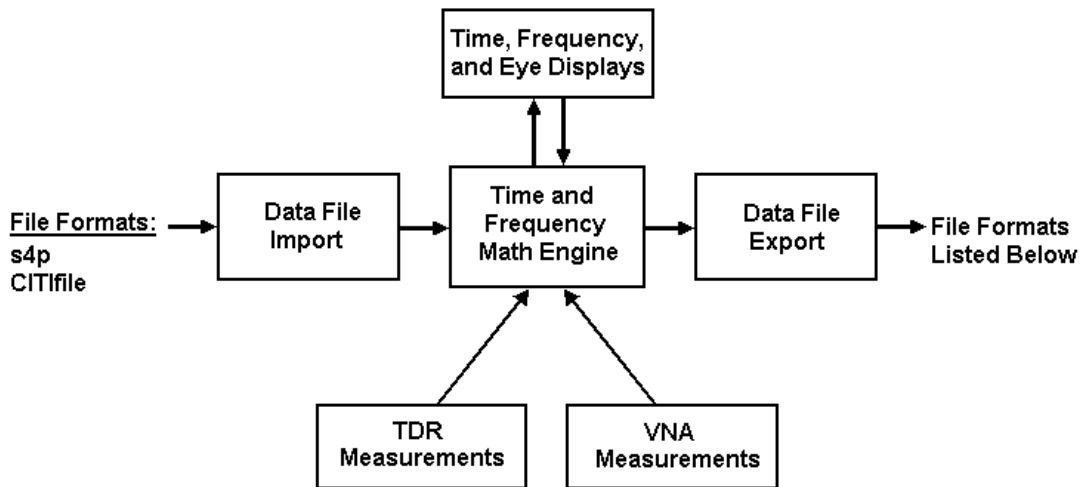 Time, Frequency,
and Eye Displays
File Formats:
s4p
CITIfile
Data File
Import
Time and
Frequency
Math Engine
Data File
Export
File Formats
Listed Below
TDR
Measurements
VNA
Measurements